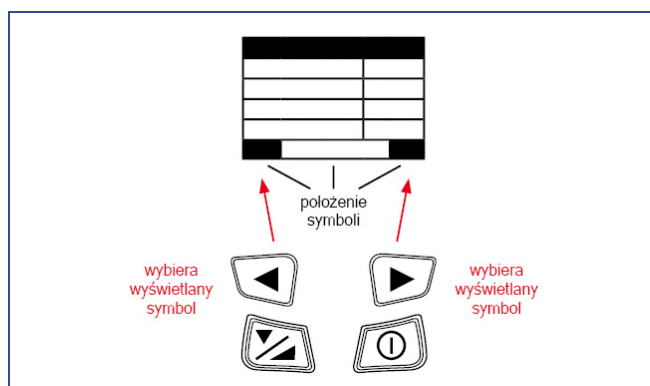 położenie
symboli
wybiera
wyświetlany
symbol
wybiera
wyświetlany
symbol